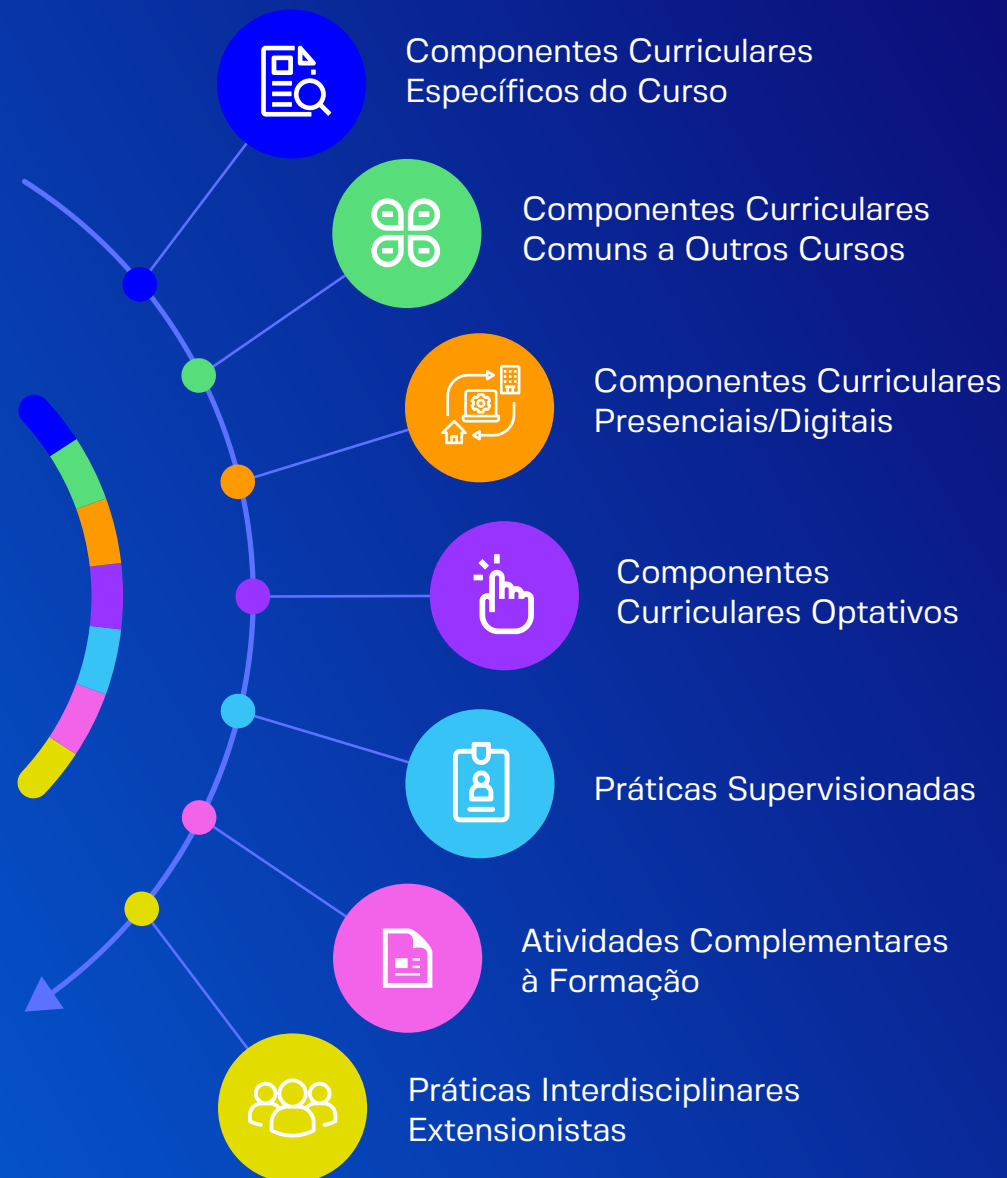 Componentes Curriculares
Específicos do Curso
Componentes Curriculares
Comuns a Outros Cursos
Componentes Curriculares
Presenciais/Digitais
Componentes
Curriculares Optativos
Práticas Supervisionadas
Atividades Complementares
à Formação
Práticas Interdisciplinares
Extensionistas